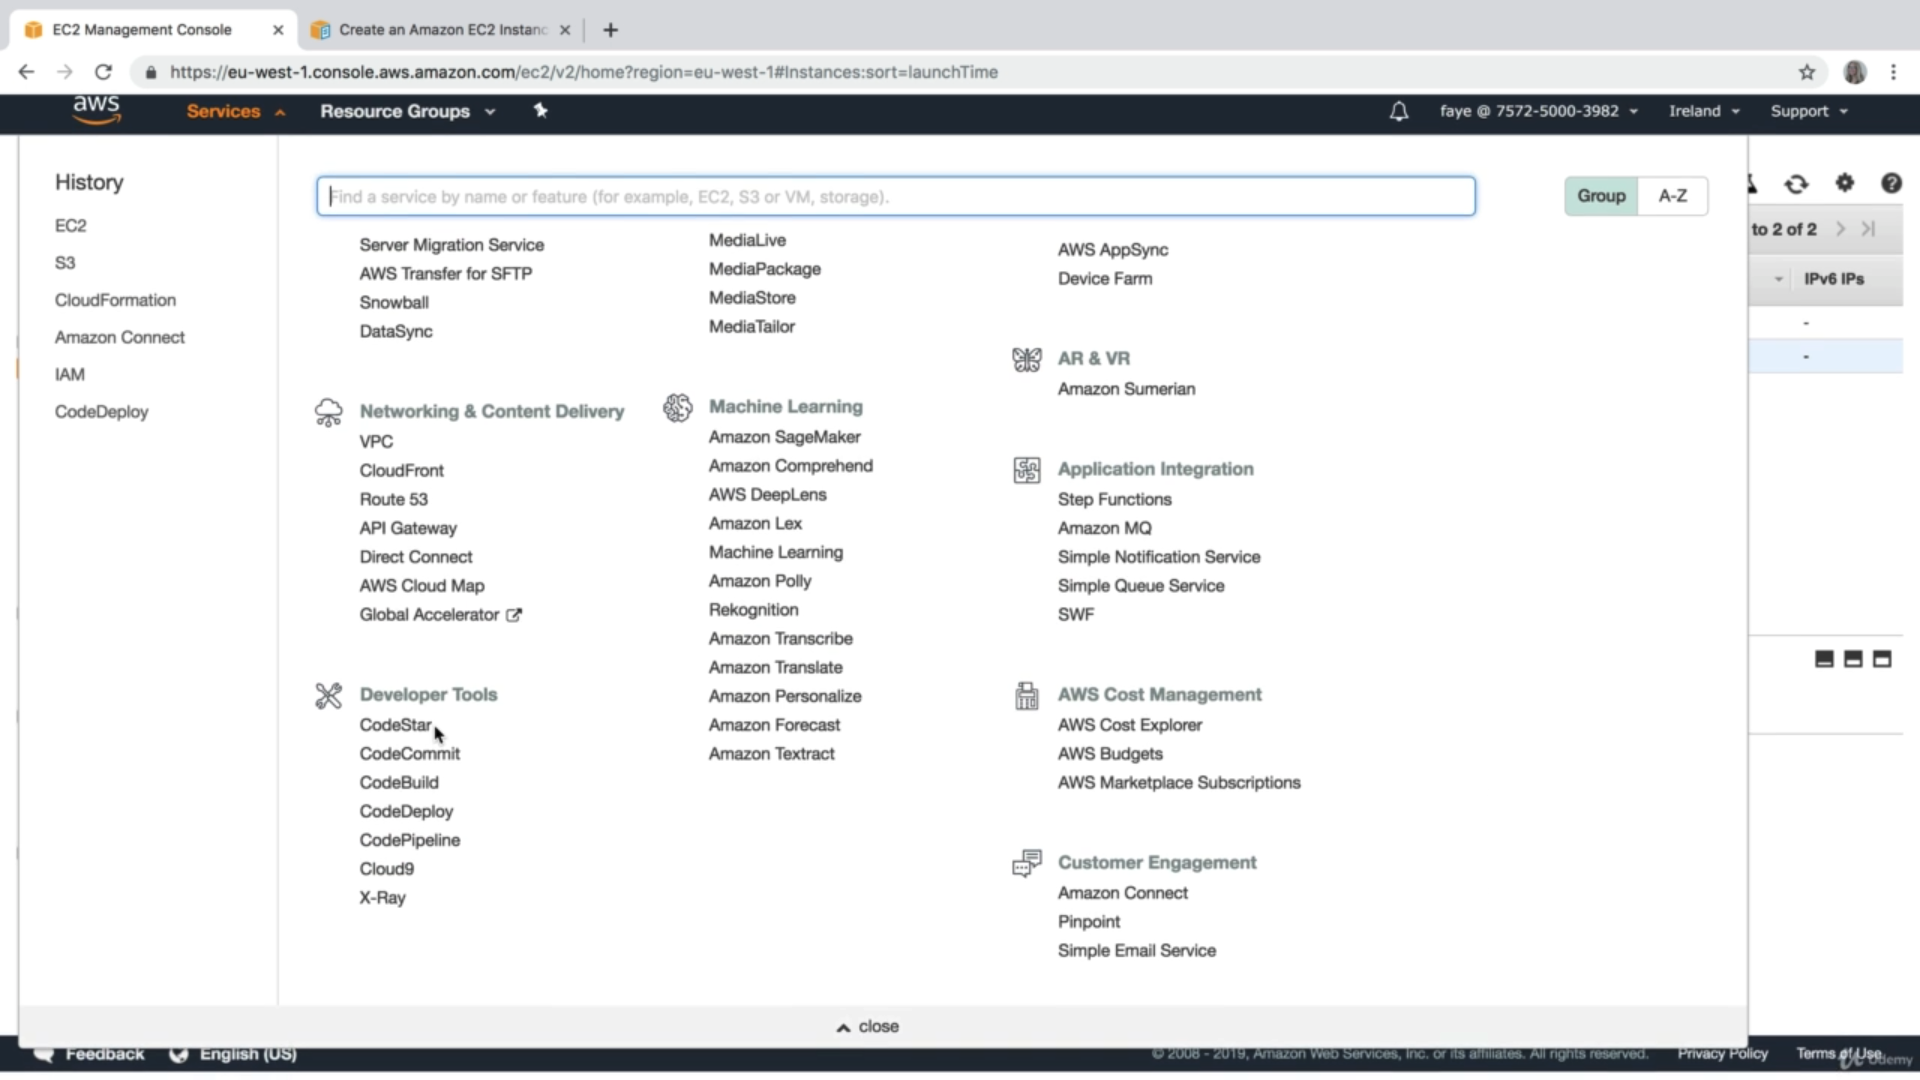 EC2 Management Console
Create an Amazon EC2 Instanc
https://eu-west-1.console.aws.amazon.com/ec2/v2/home?region=eu-west-1#Instances:sort=launchTime
aws
Services
Resource Groups
faye @ 7572-5000-3982
Ireland
Support
History
EC2
S3
CloudFormation
Amazon Connect
IAM
CodeDeploy
Find a service by name or feature (for example, EC2, S3 or VM, storage).
Group
A-Z
to 2 of 2
IPv6 IPs
-
-
Server Migration Service
AWS Transfer for SFTP
Snowball
DataSync
Networking & Content Delivery
VPC
CloudFront
Route 53
API Gateway
Direct Connect
AWS Cloud Map
Global Accelerator
Developer Tools
CodeStar
CodeCommit
CodeBuild
CodeDeploy
CodePipeline
Cloud9
X-Ray
MediaLive
MediaPackage
MediaStore
MediaTailor
Machine Learning
Amazon SageMaker
Amazon Comprehend
AWS DeepLens
Amazon Lex
Machine Learning
Amazon Polly
Rekognition
Amazon Transcribe
Amazon Translate
Amazon Personalize
Amazon Forecast
Amazon Textract
AWS AppSync
Device Farm
AR & VR
Amazon Sumerian
Application Integration
Step Functions
Amazon MQ
Simple Notification Service
Simple Queue Service
SWF
AWS Cost Management
AWS Cost Explorer
AWS Budgets
AWS Marketplace Subscriptions
Customer Engagement
Amazon Connect
Pinpoint
Simple Email Service
close
Feedback
English (US)
© 2008 - 2019, Amazon Web Services, Inc. or its affiliates. All rights reserved.
Privacy Policy
Terms of Use
Udemy